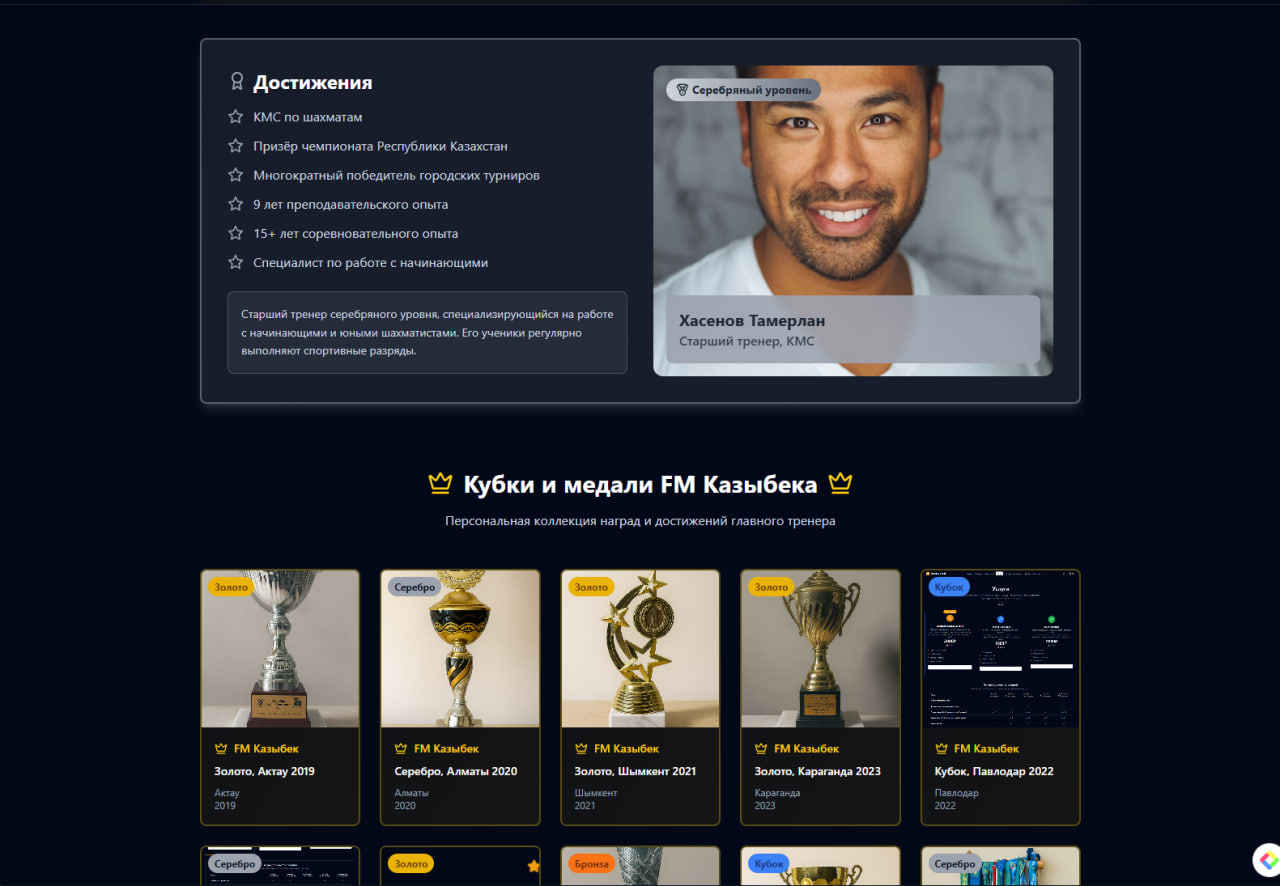 Достижения
КМС по шахматам
Призёр чемпионата Республики Казахстан
Многократный победитель городских турниров
9 лет преподавательского опыта
15+ лет соревновательного опыта
Специалист по работе с начинающими
Старший тренер серебряного уровня, специализирующийся на работе
с начинающими и юными шахматистами. Его ученики регулярно
выполняют спортивные разряды.
Серебряный уровень
Хасенов Тамерлан
Старший тренер, КМС
Кубки и медали FM Казыбека
Персональная коллекция наград и достижений главного тренера
Золото
FM Казыбек
Золото, Актау 2019
Актау
2019
Серебро
FM Казыбек
Серебро, Алматы 2020
Алматы
2020
Золото
FM Казыбек
Золото, Шымкент 2021
Шымкент
2021
Золото
FM Казыбек
Золото, Караганда 2023
Караганда
2023
Кубок
Услуги
FM Казыбек
Кубок, Павлодар 2022
Павлодар
2022
Серебро
Золото
Бронза
Кубок
Серебро